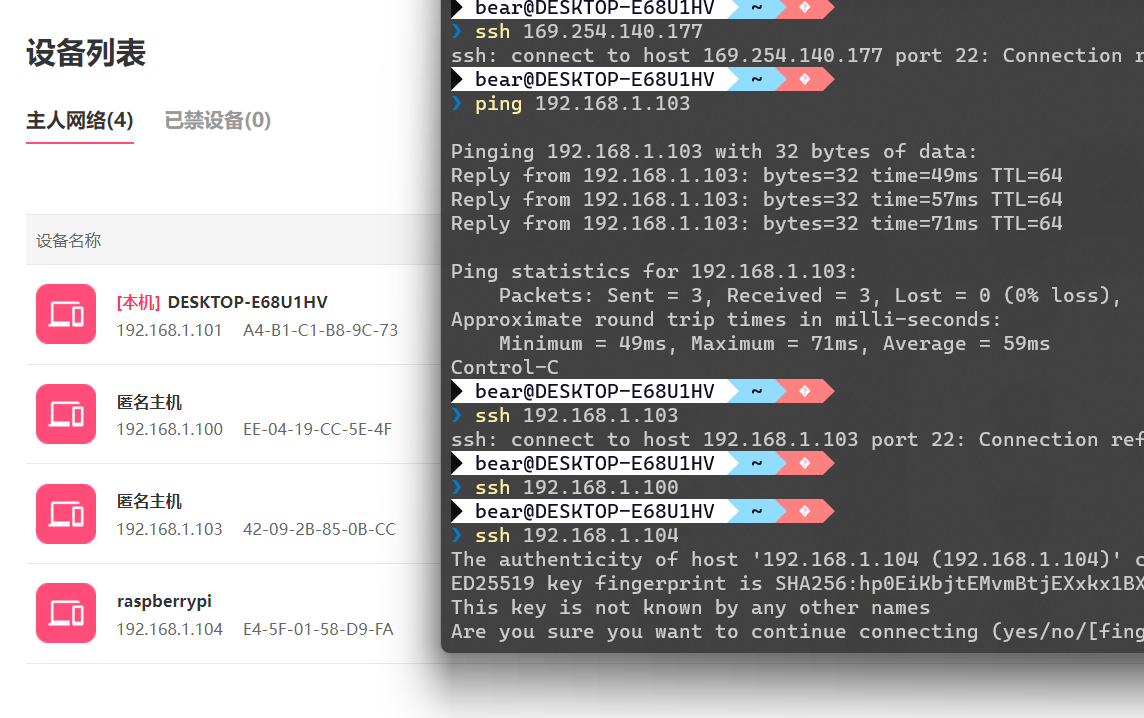 设备列表
主人网络(4) 已禁设备(0)
设备名称
[本机] DESKTOP-E68U1HV
192.168.1.101 A4-B1-C1-B8-9C-73
匿名主机
192.168.1.100 EE-04-19-CC-5E-4F
匿名主机
192.168.1.103 42-09-2B-85-0B-CC
raspberrypi
192.168.1.104 E4-5F-01-58-D9-FA
bear@DESKTOP-E68U1HV ~
❯ ssh 169.254.140.177
ssh: connect to host 169.254.140.177 port 22: Connection r
bear@DESKTOP-E68U1HV ~
❯ ping 192.168.1.103
Pinging 192.168.1.103 with 32 bytes of data:
Reply from 192.168.1.103: bytes=32 time=49ms TTL=64
Reply from 192.168.1.103: bytes=32 time=57ms TTL=64
Reply from 192.168.1.103: bytes=32 time=71ms TTL=64
Ping statistics for 192.168.1.103:
Packets: Sent = 3, Received = 3, Lost = 0 (0% loss),
Approximate round trip times in milli-seconds:
Minimum = 49ms, Maximum = 71ms, Average = 59ms
Control-C
bear@DESKTOP-E68U1HV ~
❯ ssh 192.168.1.103
ssh: connect to host 192.168.1.103 port 22: Connection ref
bear@DESKTOP-E68U1HV ~
❯ ssh 192.168.1.100
bear@DESKTOP-E68U1HV ~
❯ ssh 192.168.1.104
The authenticity of host '192.168.1.104 (192.168.1.104)' c
ED25519 key fingerprint is SHA256:hp0EiKbjtEMvmBtjEXxkx1BX
This key is not known by any other names
Are you sure you want to continue connecting (yes/no/[fing